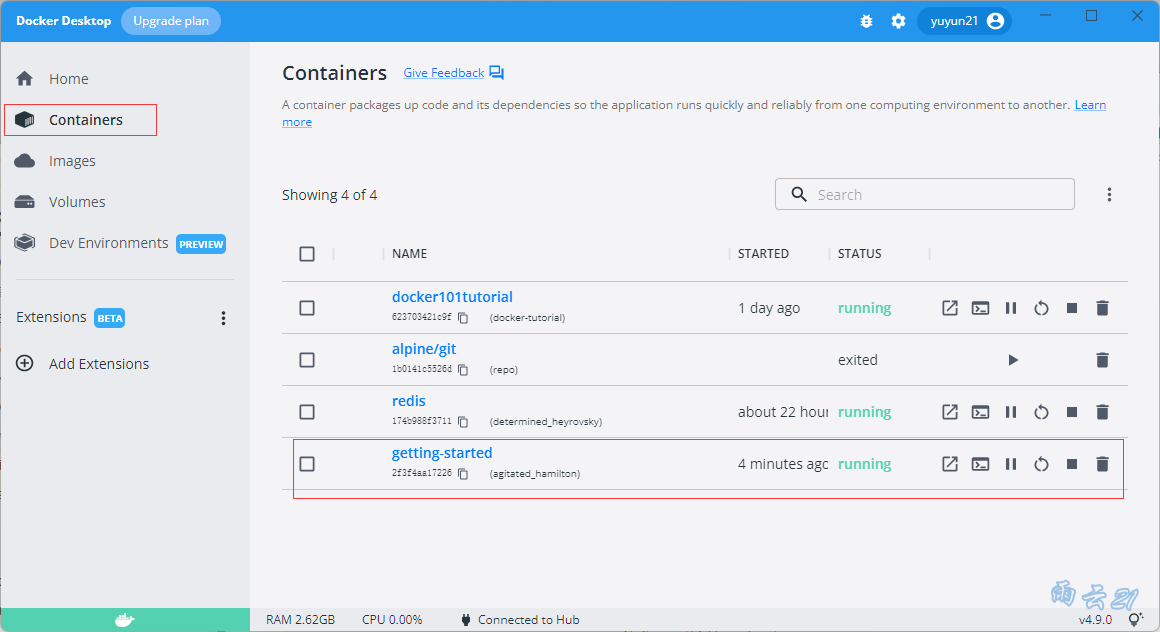 Docker Desktop Upgrade plan yuyun21
Home
Containers
Images
Volumes
Dev Environments PREVIEW
Extensions BETA
Add Extensions
Containers Give Feedback
A container packages up code and its dependencies so the application runs quickly and reliably from one computing environment to another. Learn
more
Showing 4 of 4 Search
NAME STARTED STATUS
docker101tutorial
623703421c9f (docker-tutorial) 1 day ago running
alpine/git
1b0141c5526d (repo) exited
redis
174b988f3711 (determined_heyrovsky) about 22 hour running
getting-started
2f3f4aa17226 (agitated_hamilton) 4 minutes ago running
雨云21
RAM 2.62GB CPU 0.00% Connected to Hub v4.9.0